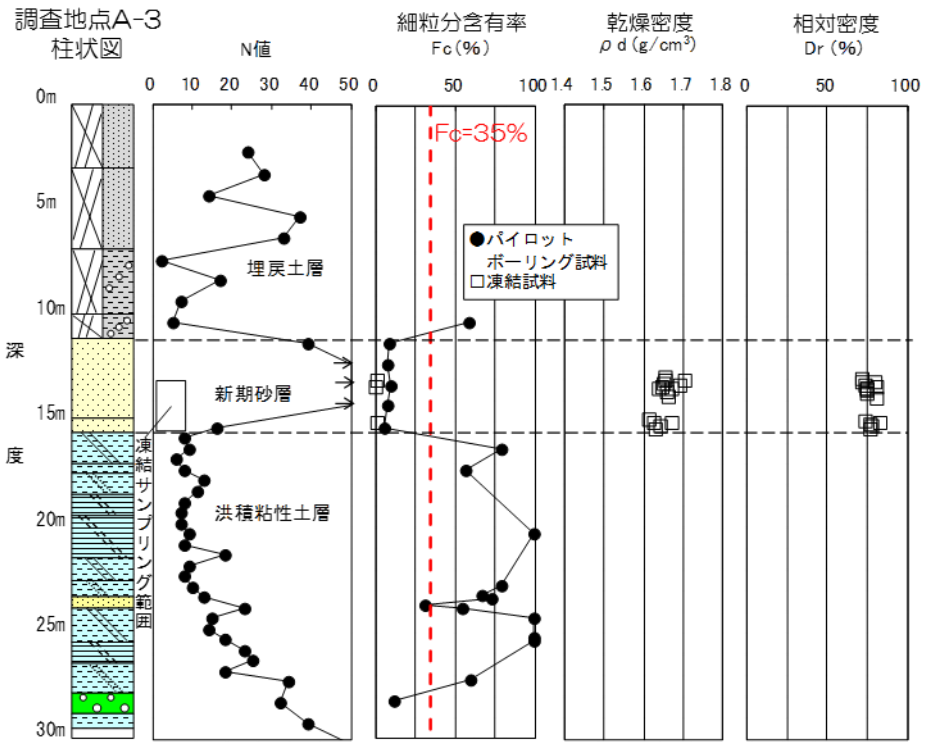 調査地点A-3
柱状図
N値
細粒分含有率
Fc(%)
乾燥密度
ρd(g/cm³)
相対密度
Dr (%)
0 10 20 30 40 50
0 50 100
1.4 1.5 1.6 1.7 1.8
0 50 100
0m
5m
10m
15m
20m
25m
30m
深
度
Fc=35%
●パイロット
ボーリング試料
□凍結試料
埋戻土層
新期砂層
洪積粘性土層
凍結サンプリング範囲